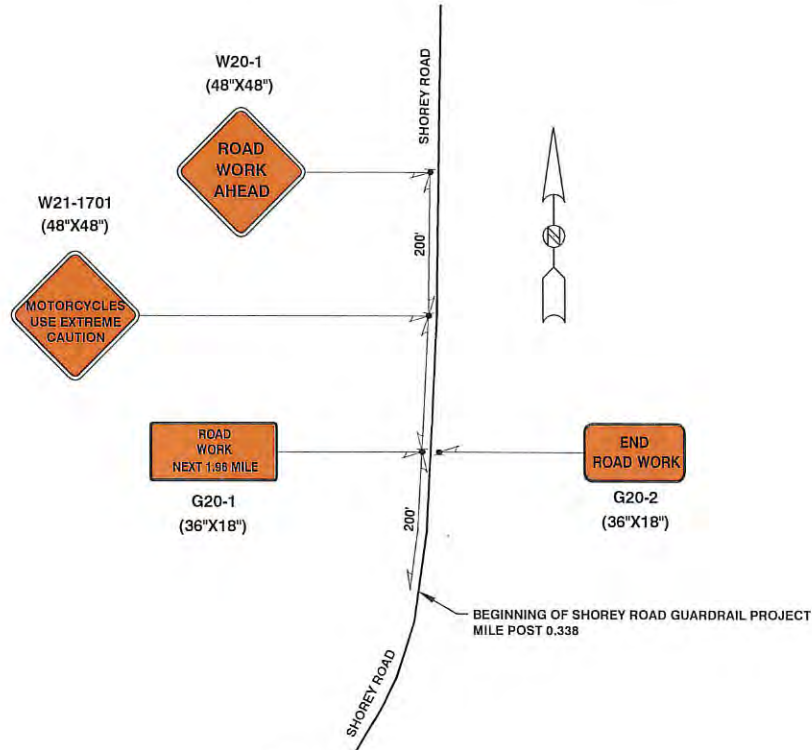 W20-1
(48"X48")
ROAD
WORK
AHEAD
SHOREY ROAD
W21-1701
(48"X48")
200'
MOTORCYCLES
USE EXTREME
CAUTION
N
ROAD
WORK
NEXT 1.96 MILE
G20-1
(36"X18")
END
ROAD WORK
G20-2
(36"X18")
200'
BEGINNING OF SHOREY ROAD GUARDRAIL PROJECT
MILE POST 0.338
SHOREY ROAD